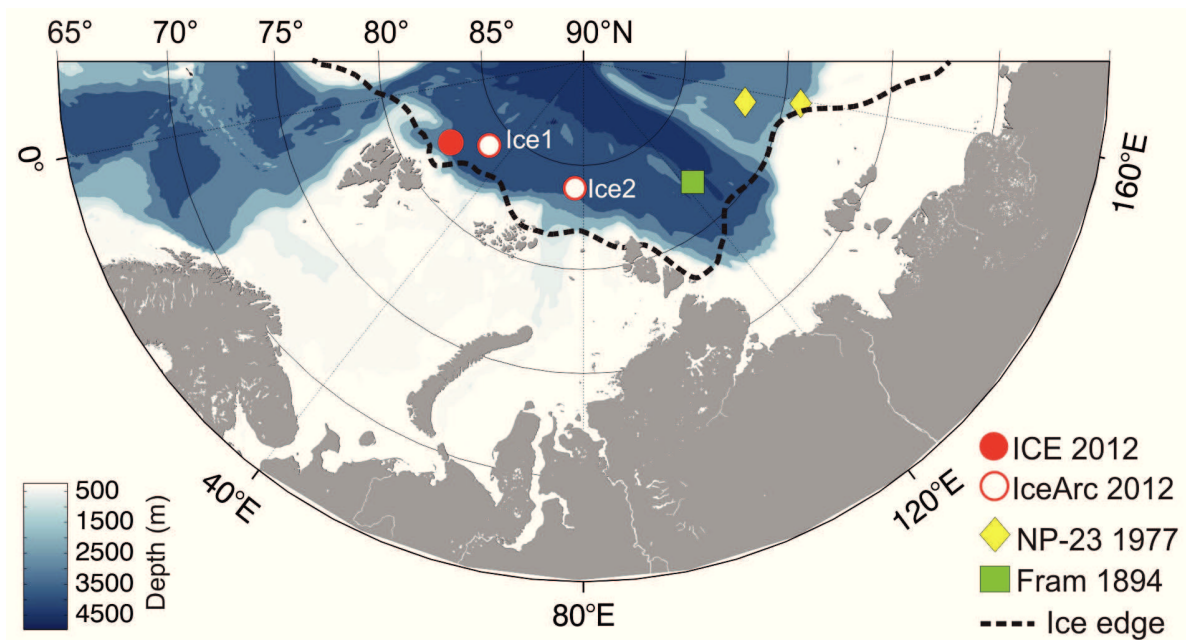 65° 70° 75° 80° 85° 90°N
0°
160°E
Ice1
Ice2
40°E
80°E
120°E
500
1500
2500
3500
4500
Depth (m)
ICE 2012
IceArc 2012
NP-23 1977
Fram 1894
Ice edge